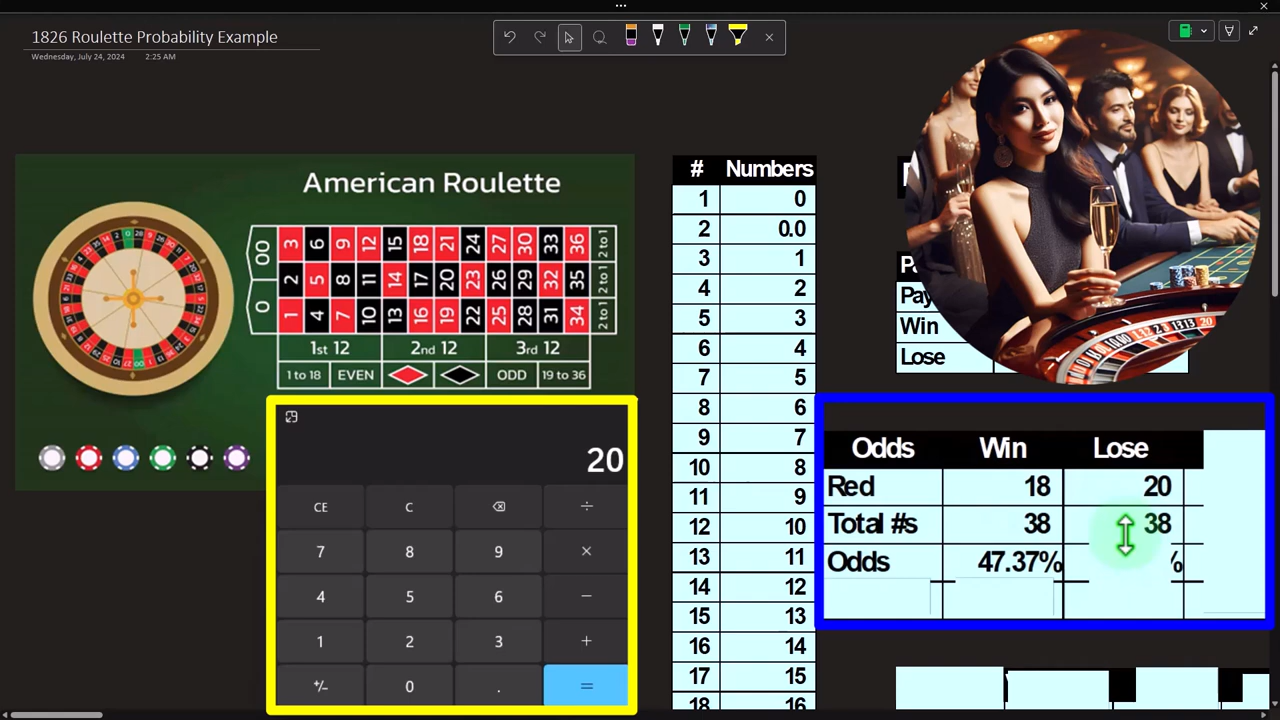 1826 Roulette Probability Example
Wednesday, July 24, 2024 2:25 AM
American Roulette
00
0
3 6 9 12 15 18 21 24 27 30 33 36 2 to 1
2 5 8 11 14 17 20 23 26 29 32 35 2 to 1
1 4 7 10 13 16 19 22 25 28 31 34 2 to 1
1st 12 2nd 12 3rd 12
1 to 18 EVEN ODD 19 to 36
20
CE C ÷
7 8 9 ×
4 5 6 −
1 2 3 +
+/− 0 . =
# Numbers
1 0
2 0.0
3 1
4 2
5 3
6 4
7 5
8 6
9 7
10 8
11 9
12 10
13 11
14 12
15 13
16 14
17 15
18 16
Pay
Win
Lose
Odds Win Lose
Red 18 20
Total #s 38 38
Odds 47.37% %